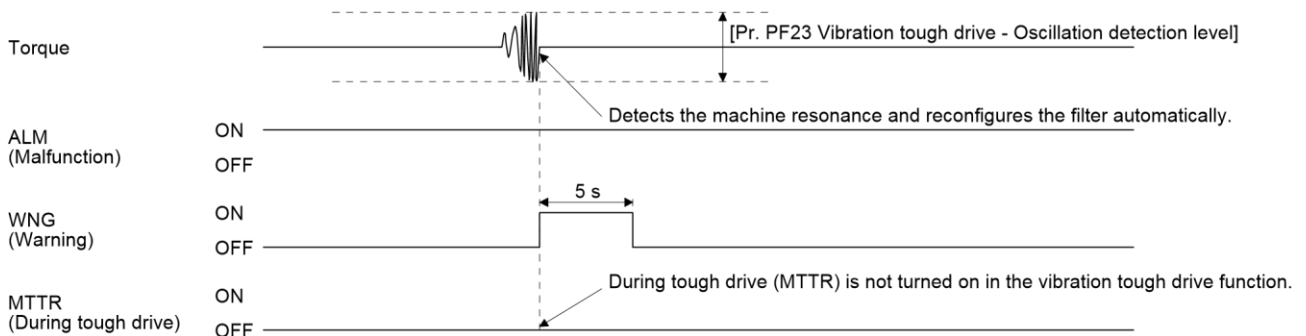 [Pr. PF23 Vibration tough drive - Oscillation detection level]
Torque
Detects the machine resonance and reconfigures the filter automatically.
ALM
(Malfunction)
ON
OFF
5 s
WNG
(Warning)
ON
OFF
During tough drive (MTTR) is not turned on in the vibration tough drive function.
MTTR
(During tough drive)
ON
OFF